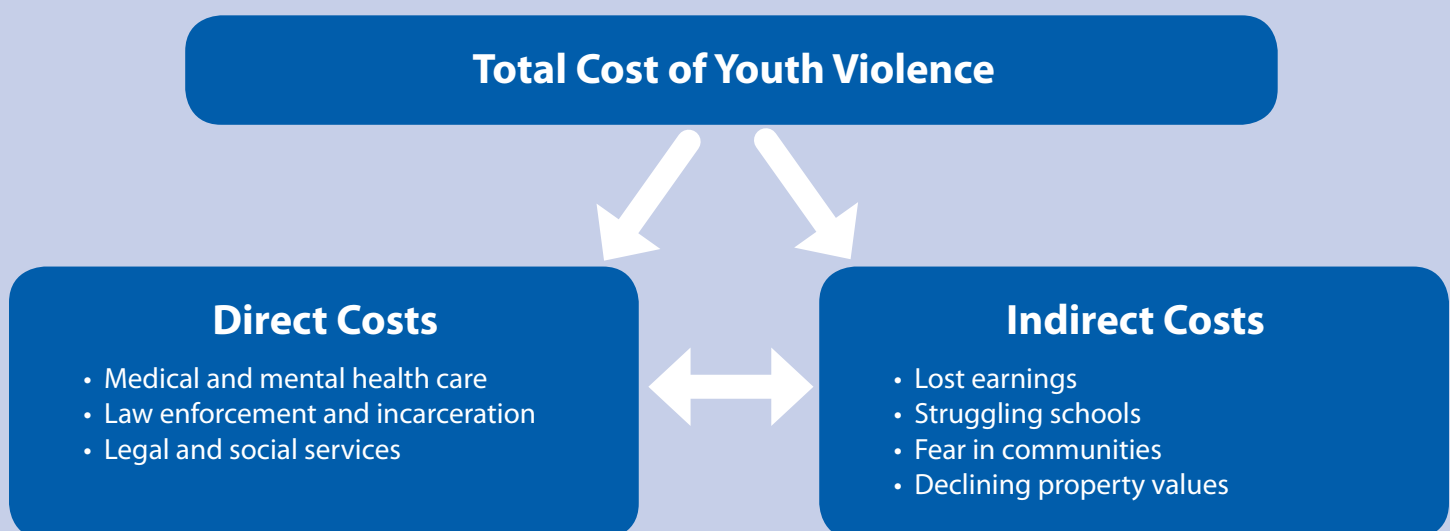 Total Cost of Youth Violence
Direct Costs
• Medical and mental health care
• Law enforcement and incarceration
• Legal and social services
Indirect Costs
• Lost earnings
• Struggling schools
• Fear in communities
• Declining property values